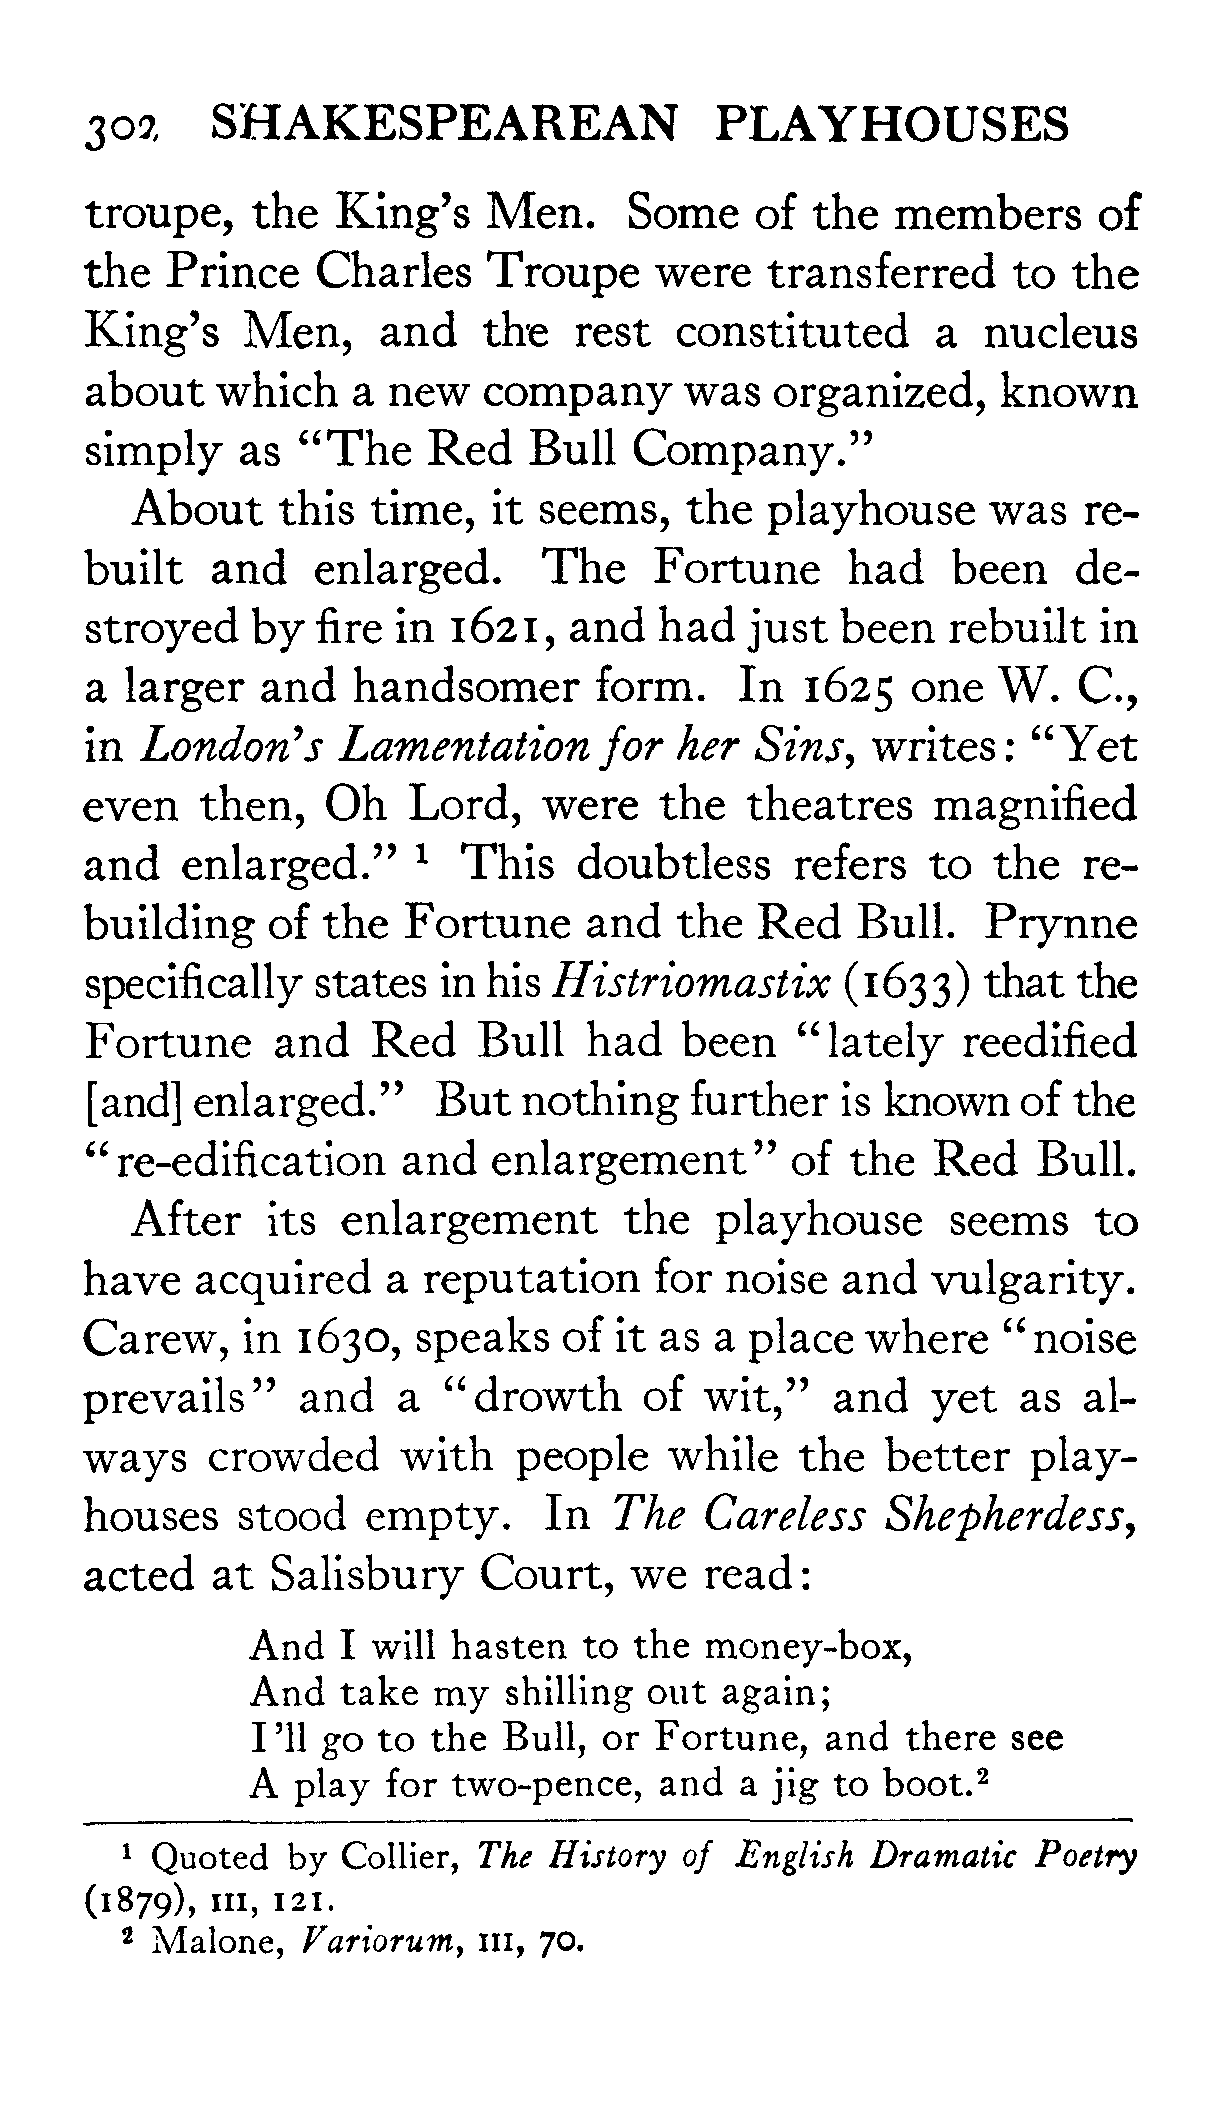 302 SHAKESPEAREAN PLAYHOUSES
troupe, the King's Men. Some of the members of
the Prince Charles Troupe were transferred to the
King's Men, and the rest constituted a nucleus
about which a new company was organized, known
simply as “The Red Bull Company.”
About this time, it seems, the playhouse was re-
built and enlarged. The Fortune had been de-
stroyed by fire in 1621, and had just been rebuilt in
a larger and handsomer form. In 1625 one W. C.,
in London's Lamentation for her Sins, writes: “Yet
even then, Oh Lord, were the theatres magnified
and enlarged.” ¹ This doubtless refers to the re-
building of the Fortune and the Red Bull. Prynne
specifically states in his Histriomastix (1633) that the
Fortune and Red Bull had been “lately reedified
[and] enlarged.” But nothing further is known of the
“re-edification and enlargement” of the Red Bull.
After its enlargement the playhouse seems to
have acquired a reputation for noise and vulgarity.
Carew, in 1630, speaks of it as a place where “noise
prevails” and a “drowth of wit,” and yet as al-
ways crowded with people while the better play-
houses stood empty. In The Careless Shepherdess,
acted at Salisbury Court, we read:
And I will hasten to the money-box,
And take my shilling out again;
I'll go to the Bull, or Fortune, and there see
A play for two-pence, and a jig to boot.²
¹ Quoted by Collier, The History of English Dramatic Poetry
(1879), III, 121.
² Malone, Variorum, III, 70.